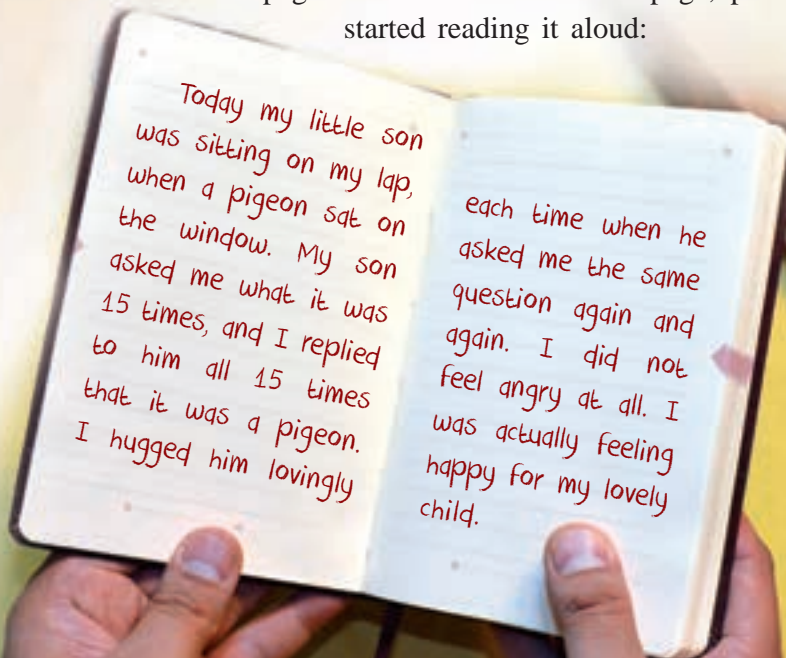 started reading it aloud:
Today my little son
was sitting on my lap,
when a pigeon sat on
the window. My son
asked me what it was
15 times, and I replied
to him all 15 times
that it was a pigeon.
I hugged him lovingly
each time when he
asked me the same
question again and
again. I did not
feel angry at all. I
was actually feeling
happy for my lovely
child.